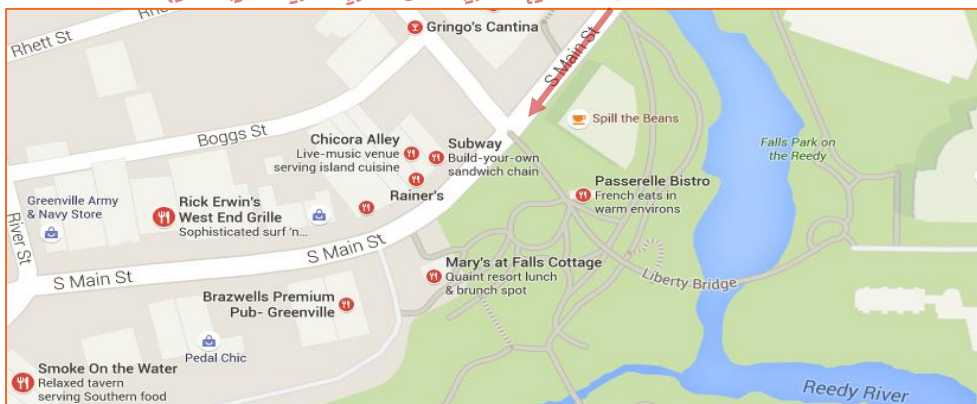 Rhett St
Rhe
Gringo's Cantina
S Main St
Boggs St
Chicora Alley
Live-music venue
serving island cuisine
Subway
Build-your-own
sandwich chain
Rainer's
Spill the Beans
Falls Park on
the Reedy
Passerelle Bistro
French eats in
warm environs
Greenville Army
& Navy Store
Rick Erwin's
West End Grille
Sophisticated surf 'n...
River St
S Main St
S Main St
Mary's at Falls Cottage
Quaint resort lunch
& brunch spot
Liberty Bridge
Brazwells Premium
Pub- Greenville
Pedal Chic
Smoke On the Water
Relaxed tavern
serving Southern food
Reedy River